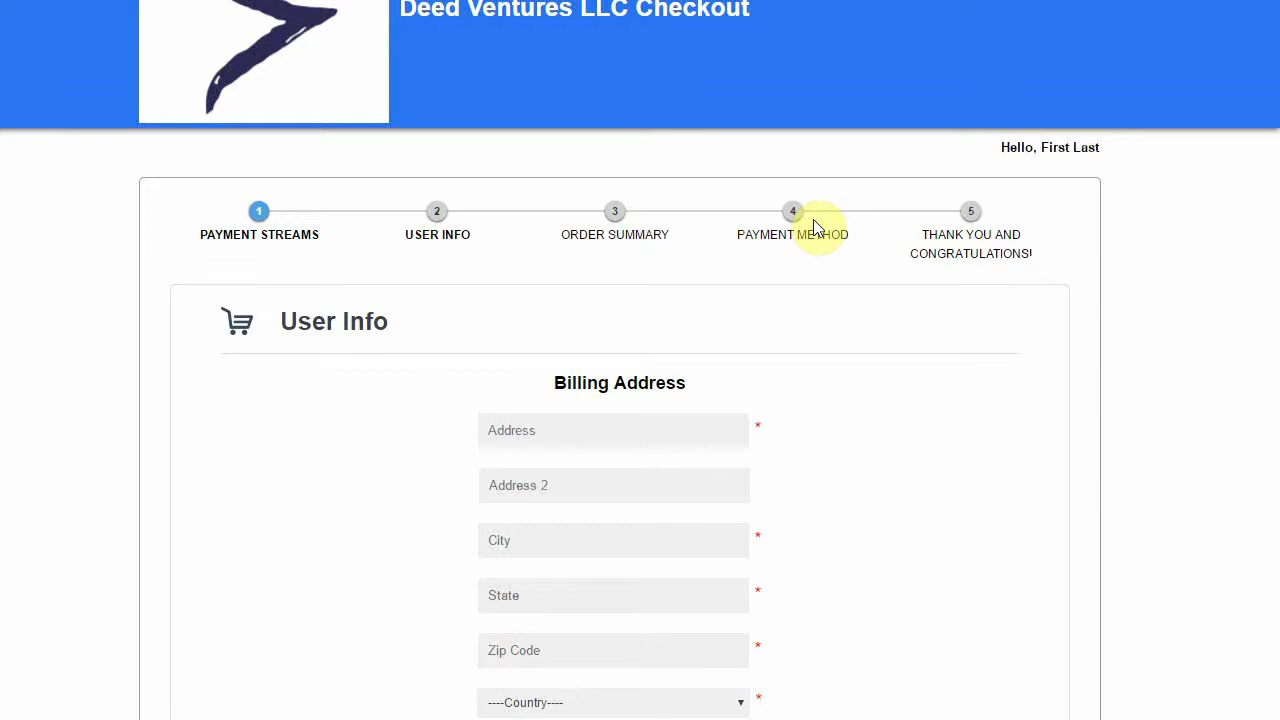 Deed Ventures LLC Checkout
Hello, First Last
1 2 3 4 5
PAYMENT STREAMS USER INFO ORDER SUMMARY PAYMENT METHOD THANK YOU AND
CONGRATULATIONS!
User Info
Billing Address
Address *
Address 2
City *
State *
Zip Code *
----Country---- *